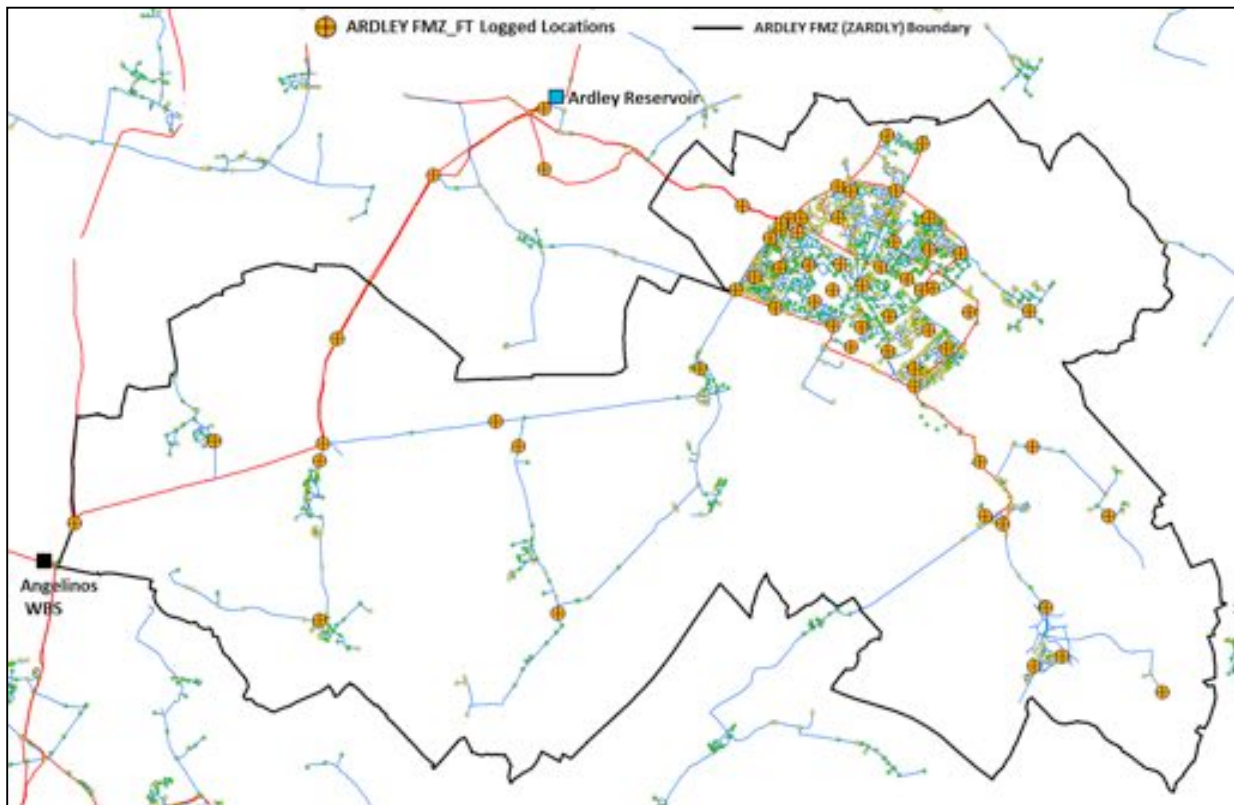 ARDLEY FMZ_FT Logged Locations
ARDLEY FMZ (ZARDLY) Boundary
Ardley Reservoir
Angelinos
WBS